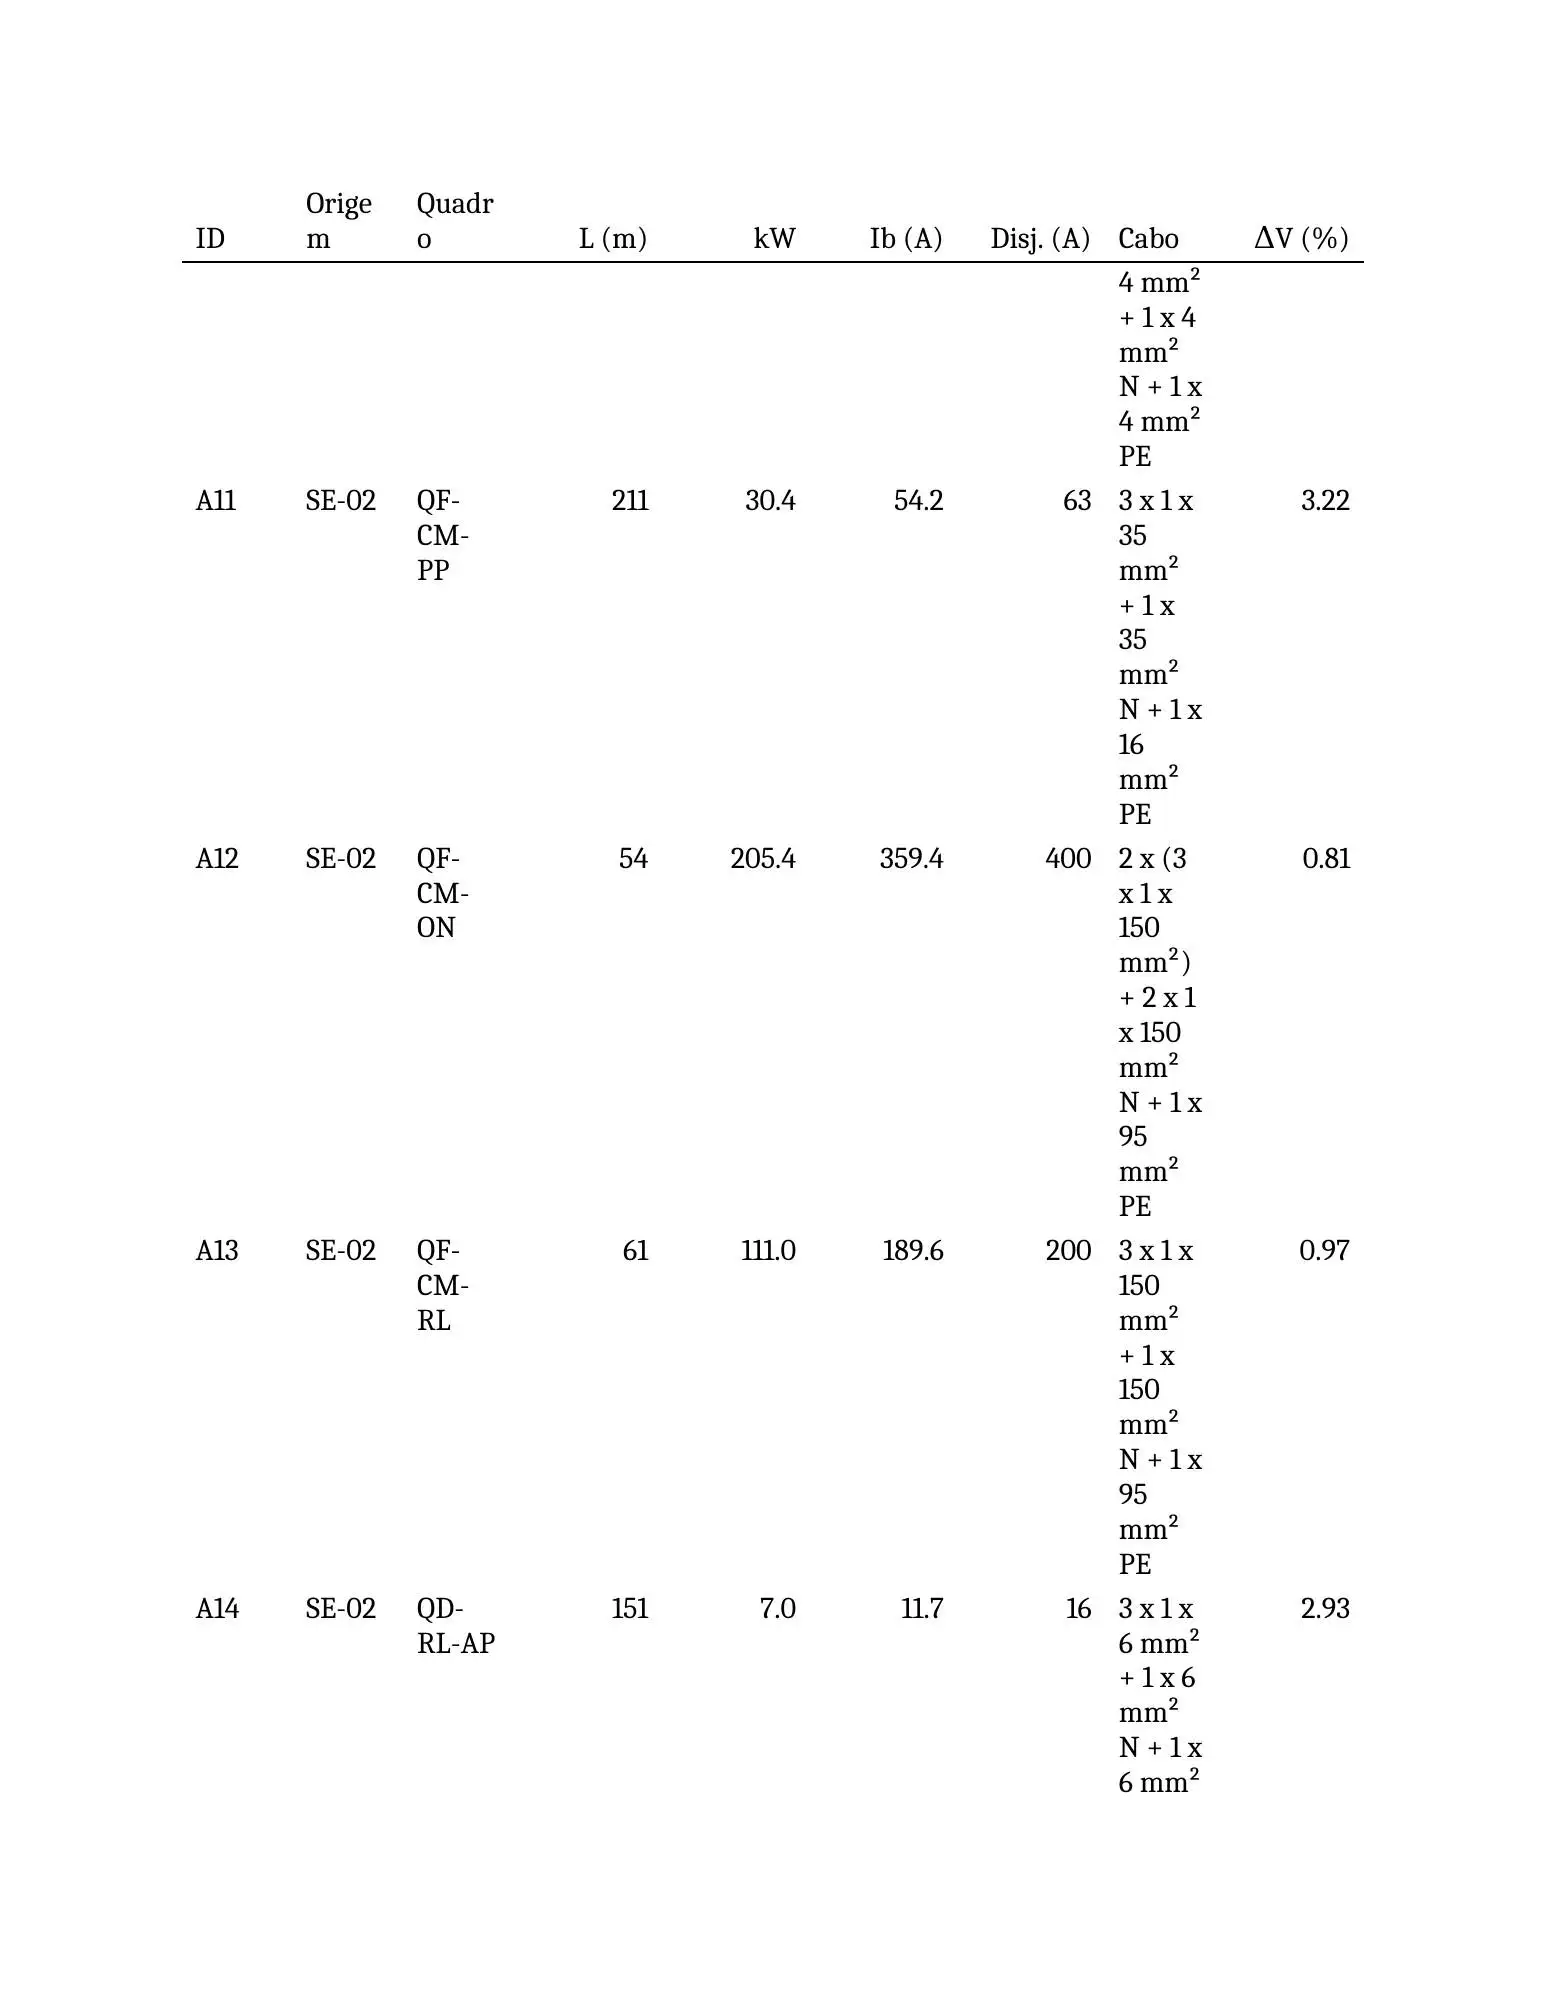 ID Orige
m Quadr
o L (m) kW Ib (A) Disj. (A) Cabo ΔV (%)
4 mm²
+ 1 x 4
mm²
N + 1 x
4 mm²
PE
A11 SE-02 QF- 211 30.4 54.2 63 3 x 1 x 3.22
CM- 35
PP mm²
+ 1 x
35
mm²
N + 1 x
16
mm²
PE
A12 SE-02 QF- 54 205.4 359.4 400 2 x (3 0.81
CM- x 1 x
ON 150
mm²)
+ 2 x 1
x 150
mm²
N + 1 x
95
mm²
PE
A13 SE-02 QF- 61 111.0 189.6 200 3 x 1 x 0.97
CM- 150
RL mm²
+ 1 x
150
mm²
N + 1 x
95
mm²
PE
A14 SE-02 QD- 151 7.0 11.7 16 3 x 1 x 2.93
RL-AP 6 mm²
+ 1 x 6
mm²
N + 1 x
6 mm²